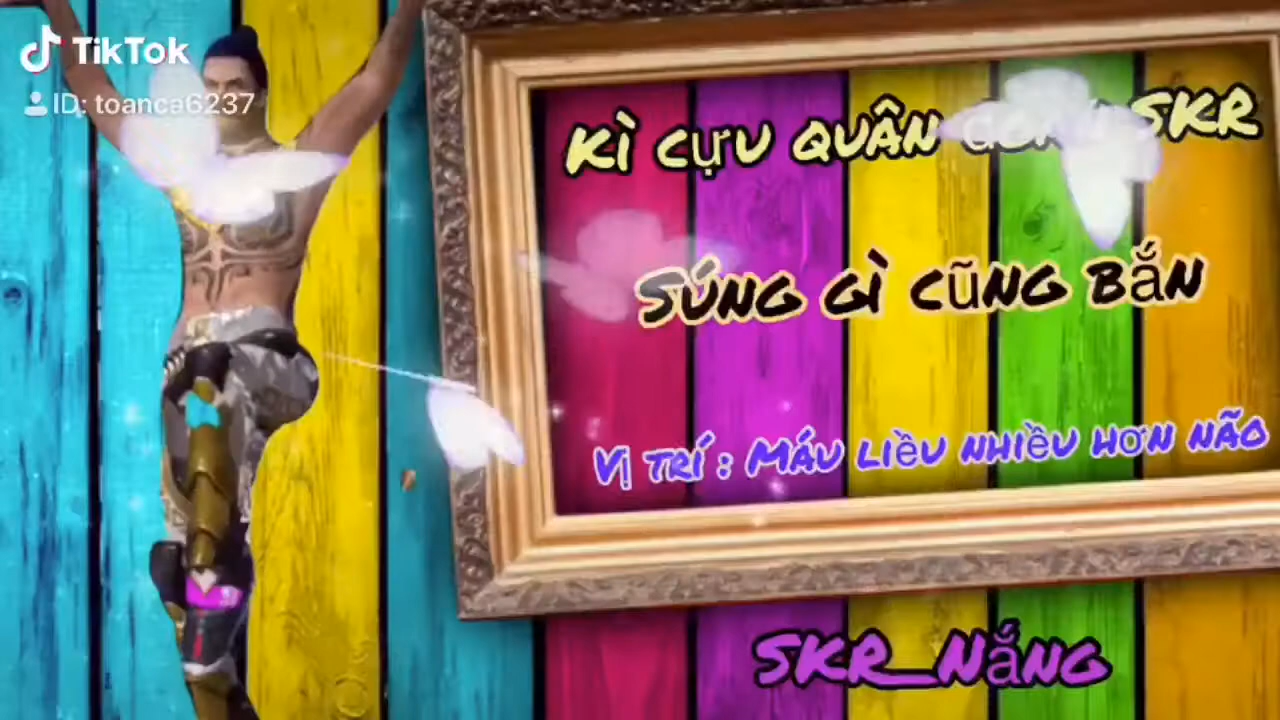 TikTok
ID: toanca6237
Kì cựu quân SKR
Súng gì cũng bắn
Vị trí : Máu liều nhiều hơn não
SKR_Nắng